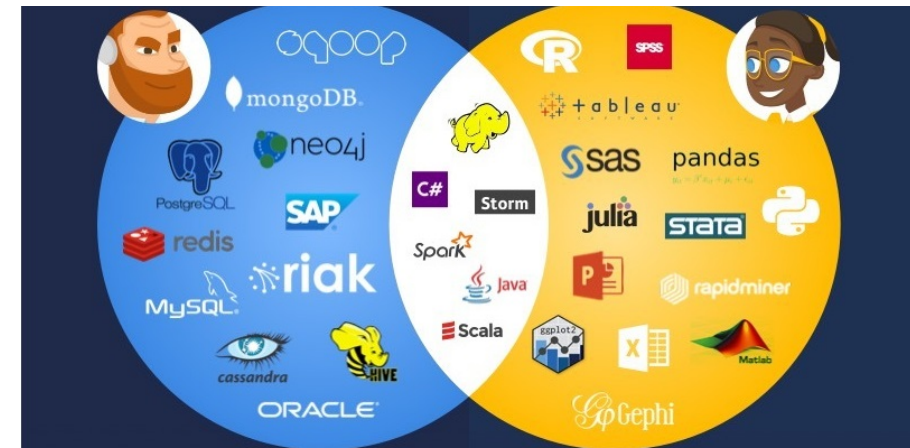 sqoop
mongoDB
neo4j
PostgreSQL
SAP
redis
riak
MySQL
cassandra
HIVE
ORACLE
C#
Storm
Spark
Java
Scala
R
SPSS
+ a b l e a u
S O F T W A R E
sas
pandas
julia
STATA
P
rapidminer
ggplot2
X
Matlab
Gephi